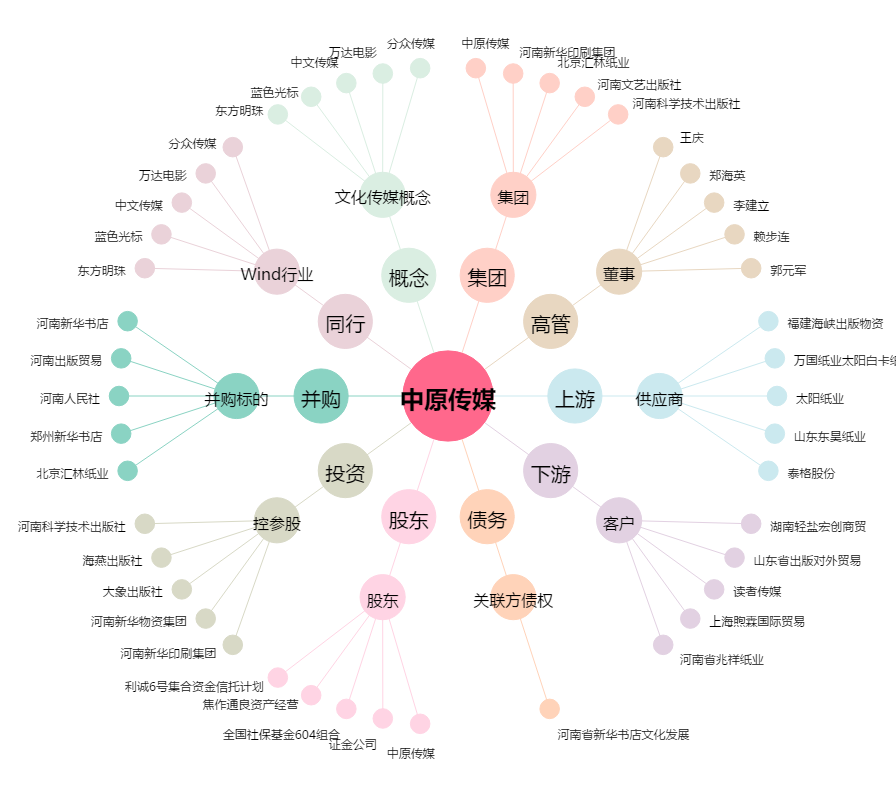 分众传媒
万达电影
中文传媒
蓝色光标
东方明珠
文化传媒概念
概念
中原传媒
河南新华印刷集团
北京汇林纸业
河南文艺出版社
河南科学技术出版社
集团
集团
分众传媒
万达电影
中文传媒
蓝色光标
东方明珠
Wind行业
同行
王庆
郑海英
李建立
赖步连
郭元军
董事
高管
河南新华书店
河南出版贸易
河南人民社
郑州新华书店
北京汇林纸业
并购标的
并购
中原传媒
上游
供应商
福建海峡出版物资
万国纸业太阳白卡纸
太阳纸业
山东东昊纸业
泰格股份
投资
控参股
河南科学技术出版社
海燕出版社
大象出版社
河南新华物资集团
河南新华印刷集团
下游
客户
湖南轻盐宏创商贸
山东省出版对外贸易
读者传媒
上海煦霖国际贸易
河南省兆祥纸业
股东
股东
利诚6号集合资金信托计划
焦作通良资产经营
全国社保基金604组合
证金公司
中原传媒
债务
关联方债权
河南省新华书店文化发展